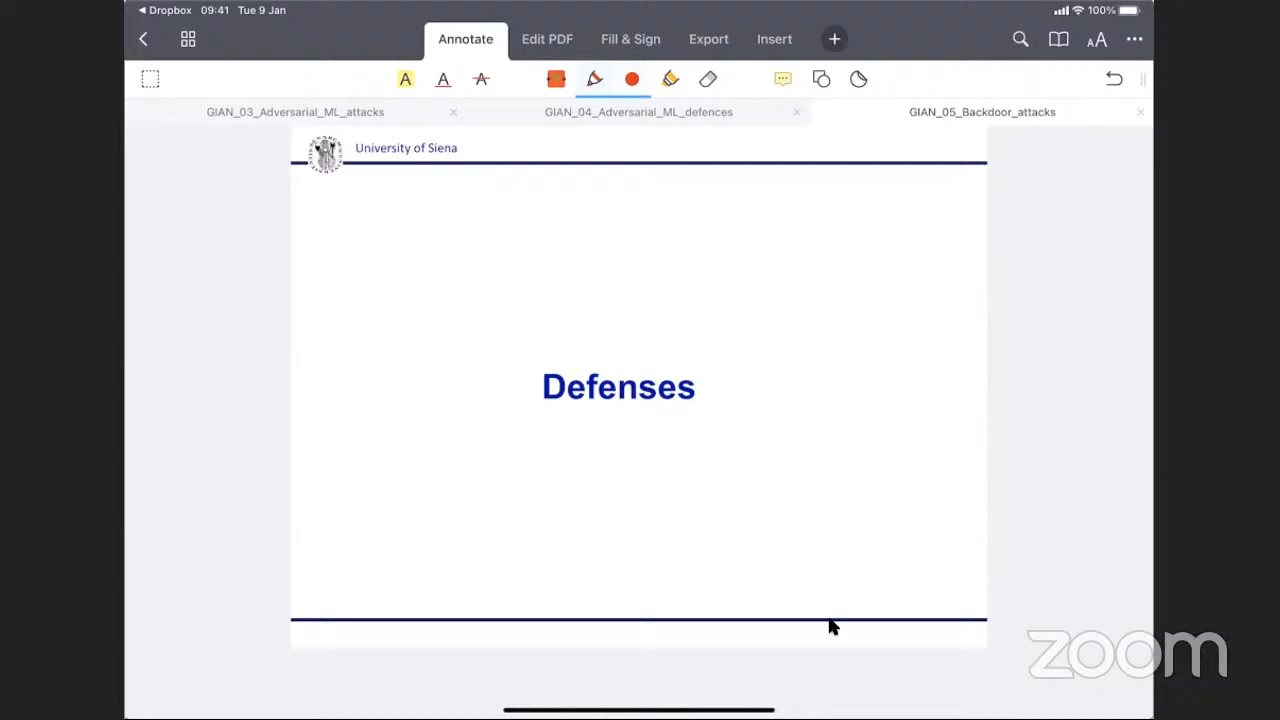 Dropbox 09:41 Tue 9 Jan 100%
Annotate Edit PDF Fill & Sign Export Insert
AA
A A A
GIAN_03_Adversarial_ML_attacks GIAN_04_Adversarial_ML_defences GIAN_05_Backdoor_attacks
University of Siena
Defenses
zoom